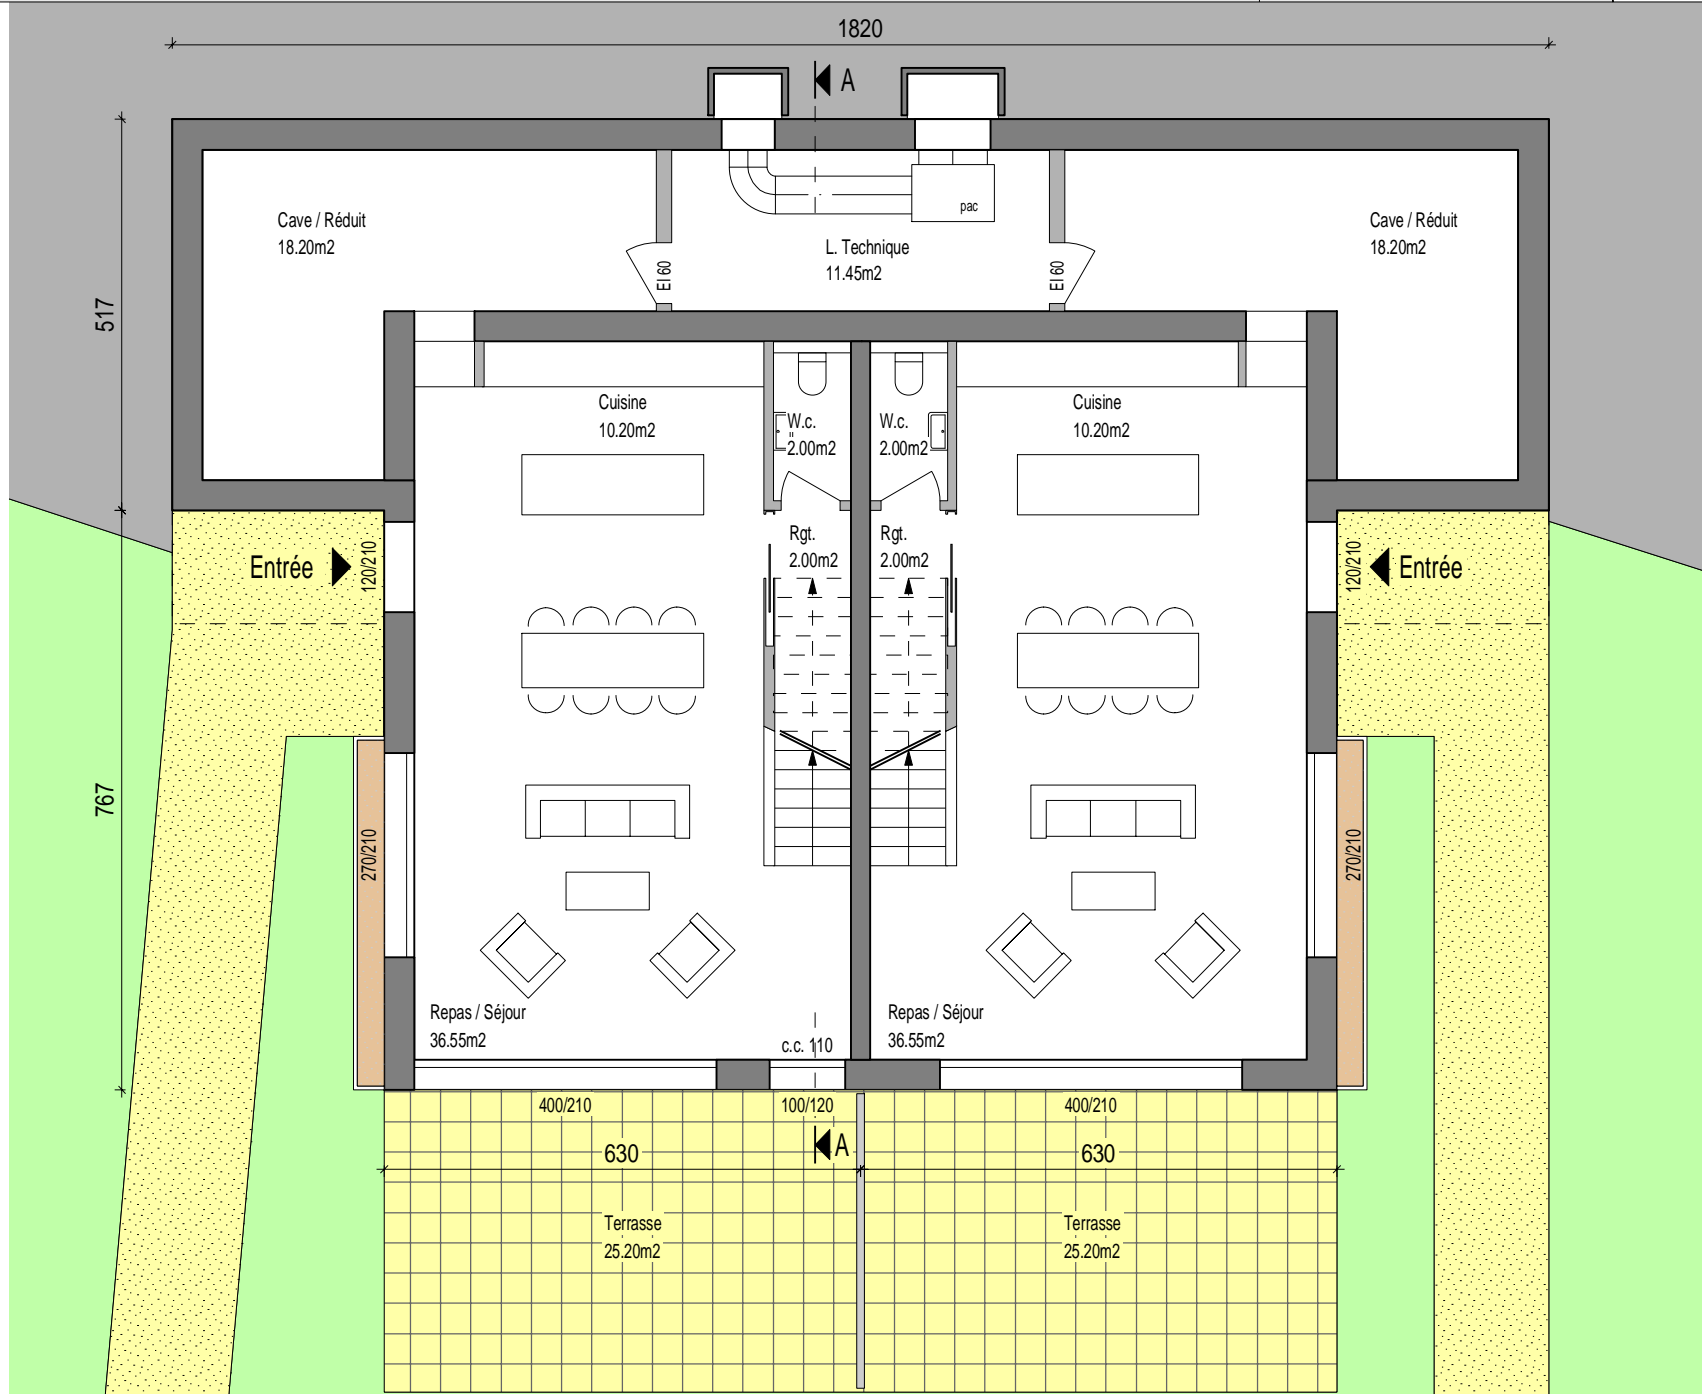 1820
A
Cave / Réduit
18.20m2
pac
L. Technique
11.45m2
Cave / Réduit
18.20m2
EI 60
EI 60
517
Cuisine
10.20m2
W.c.
2.00m2
W.c.
2.00m2
Cuisine
10.20m2
Rgt.
2.00m2
Rgt.
2.00m2
Entrée
120/210
120/210
Entrée
767
270/210
270/210
Repas / Séjour
36.55m2
c.c. 110
Repas / Séjour
36.55m2
400/210
100/120
400/210
A
630
630
Terrasse
25.20m2
Terrasse
25.20m2